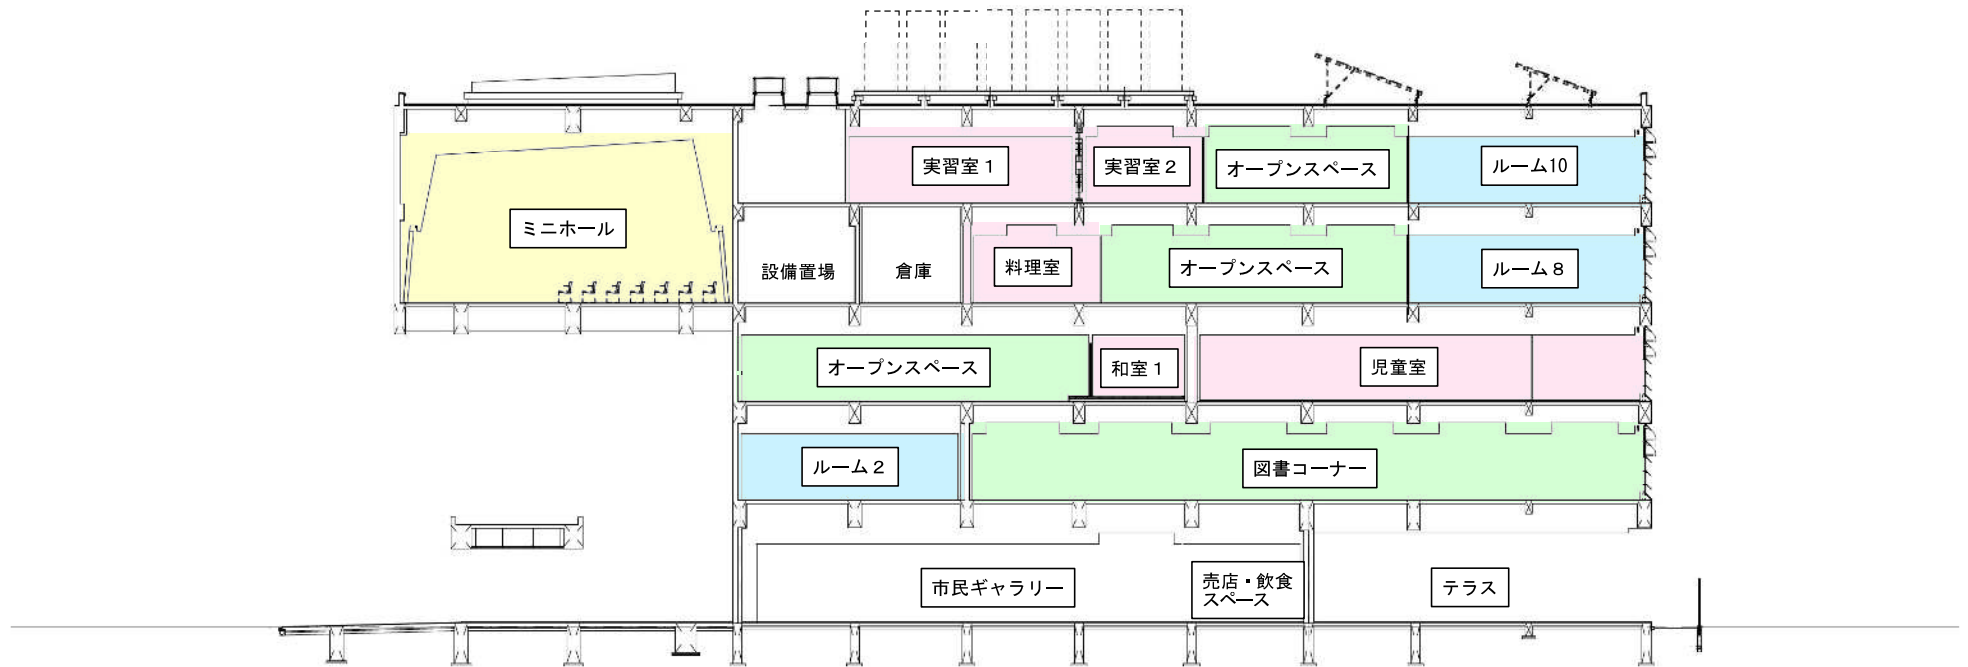 実習室１
実習室２
オープンスペース
ルーム10
ミニホール
設備置場
倉庫
料理室
オープンスペース
ルーム８
オープンスペース
和室１
児童室
ルーム２
図書コーナー
市民ギャラリー
売店・飲食
スペース
テラス